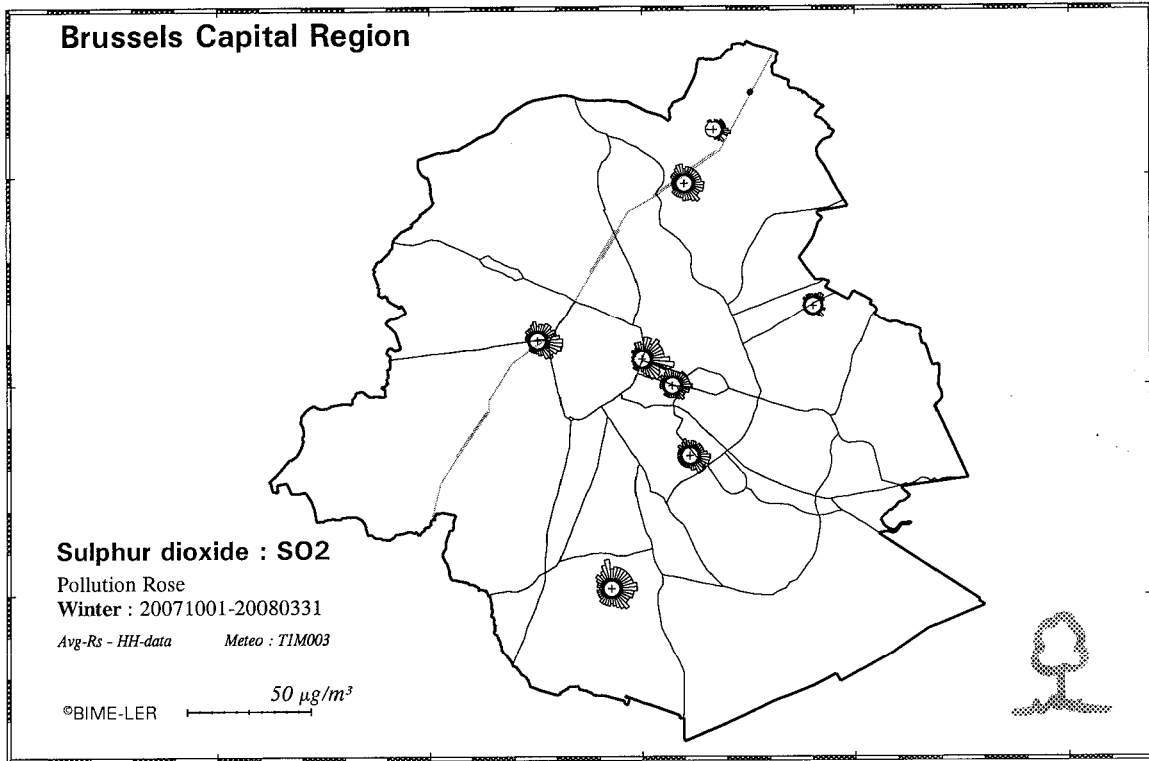 Brussels Capital Region
Sulphur dioxide : SO2
Pollution Rose
Winter : 20071001-20080331
Avg-Rs - HH-data Meteo : T1M003
50 µg/m³
©BIME-LER